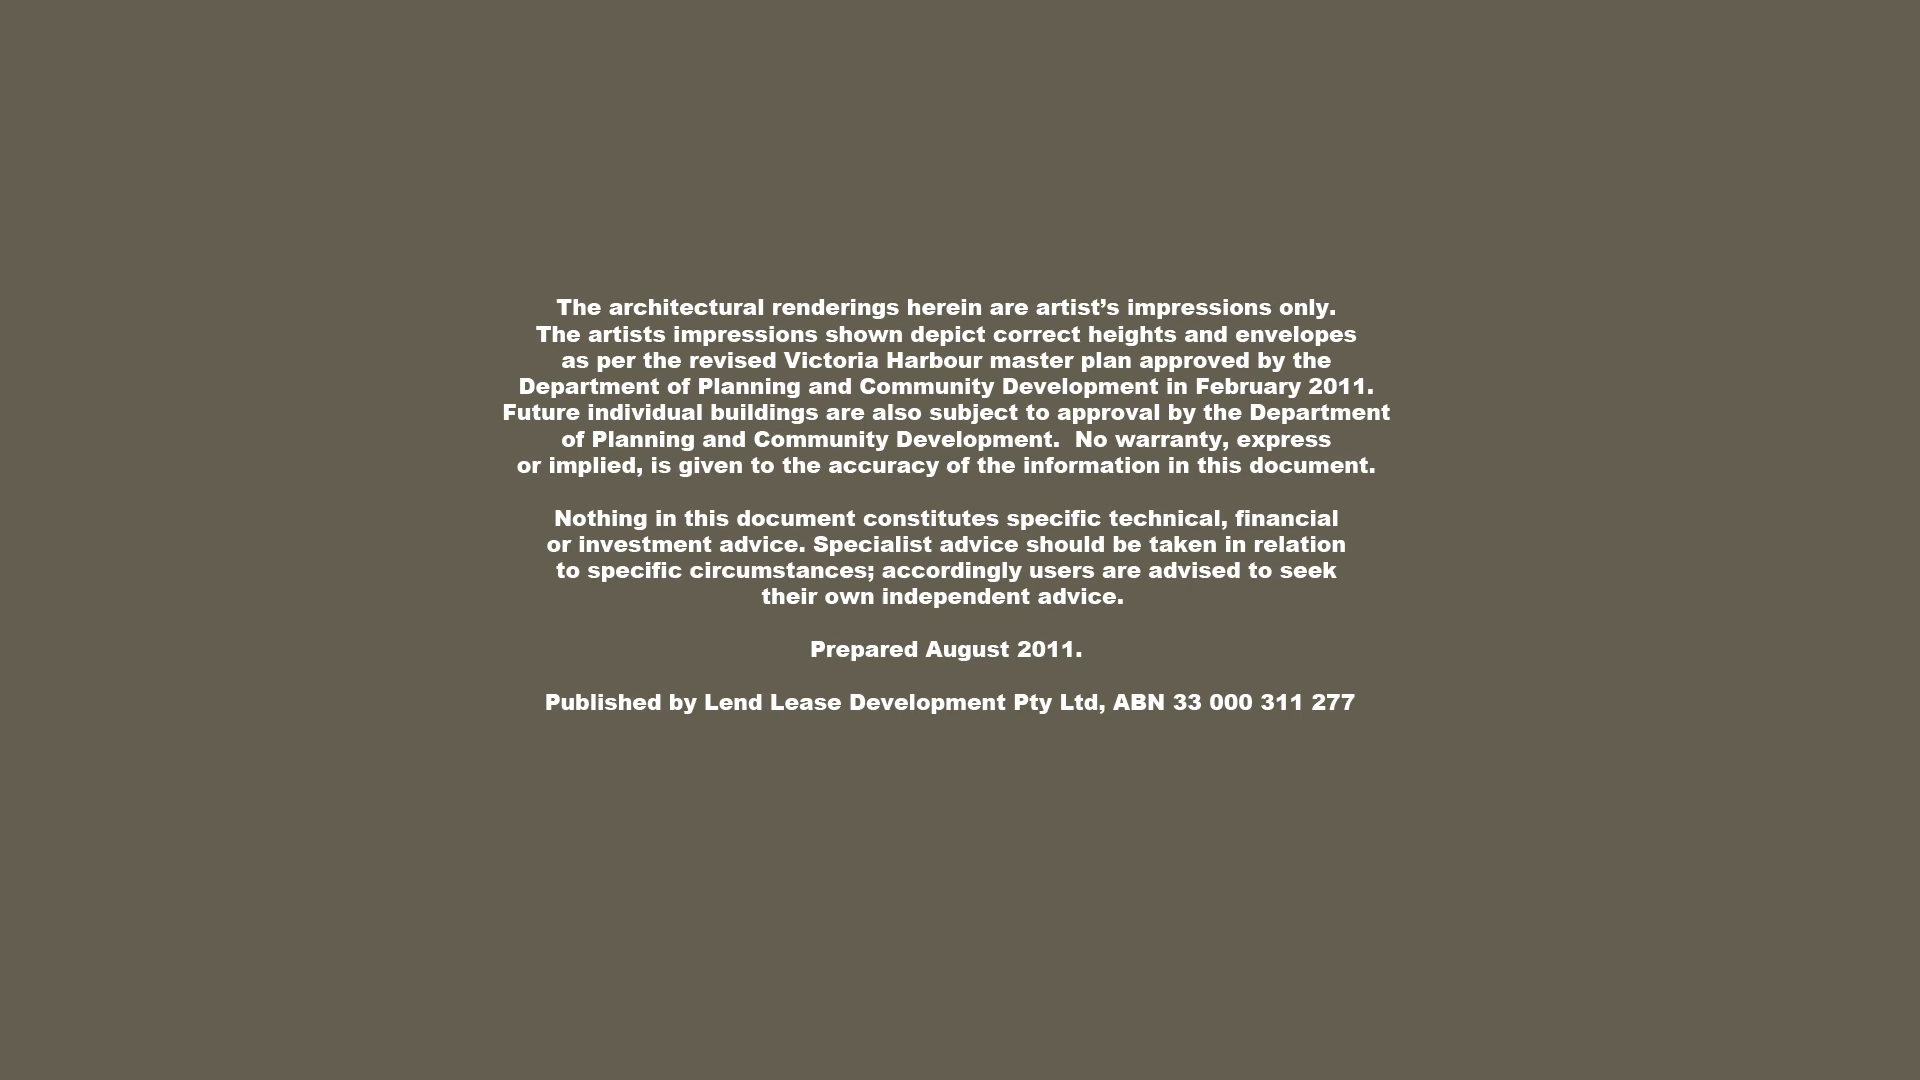 The architectural renderings herein are artist’s impressions only.
The artists impressions shown depict correct heights and envelopes
as per the revised Victoria Harbour master plan approved by the
Department of Planning and Community Development in February 2011.
Future individual buildings are also subject to approval by the Department
of Planning and Community Development.  No warranty, express
or implied, is given to the accuracy of the information in this document.
Nothing in this document constitutes specific technical, financial
or investment advice. Specialist advice should be taken in relation
to specific circumstances; accordingly users are advised to seek
their own independent advice.
Prepared August 2011.
Published by Lend Lease Development Pty Ltd, ABN 33 000 311 277